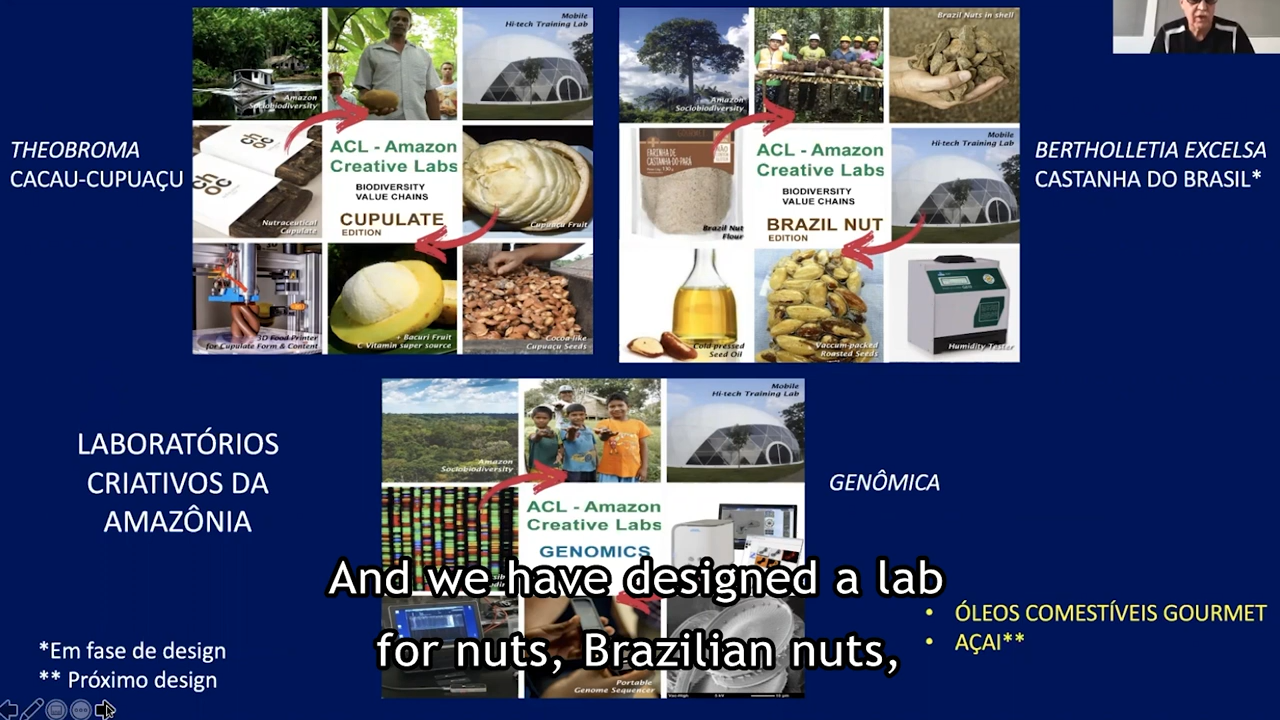 Mobile
Hi-tech Training Lab
Amazon
Sociobiodiversity
ACL - Amazon
Creative Labs
BIODIVERSITY
VALUE CHAINS
CUPULATE
EDITION
Nutraceutical
Cupulate
Cupuaçu Fruit
3D Food Printer
for Cupulate Form & Content
+ Bacuri Fruit
C Vitamin super source
Cocoa-like
Cupuaçu Seeds
THEOBROMA
CACAU-CUPUAÇU
Brazil Nuts in shell
Amazon
Sociobiodiversity
FARINHA DE
CASTANHA-DO-PARÁ
Brazil Nut
Flour
ACL - Amazon
Creative Labs
BIODIVERSITY
VALUE CHAINS
BRAZIL NUT
EDITION
Mobile
Hi-tech Training Lab
Cold-pressed
Seed Oil
Vaccum-packed
Roasted Seeds
Humidity Tester
BERTHOLLETIA EXCELSA
CASTANHA DO BRASIL*
LABORATÓRIOS
CRIATIVOS DA
AMAZÔNIA
Amazon
Sociobiodiversity
Mobile
Hi-tech Training Lab
ACL - Amazon
Creative Labs
GENOMICS
Portable
Genome Sequencer
GENÔMICA
And we have designed a lab
for nuts, Brazilian nuts,
• ÓLEOS COMESTÍVEIS GOURMET
• AÇAI**
*Em fase de design
** Próximo design